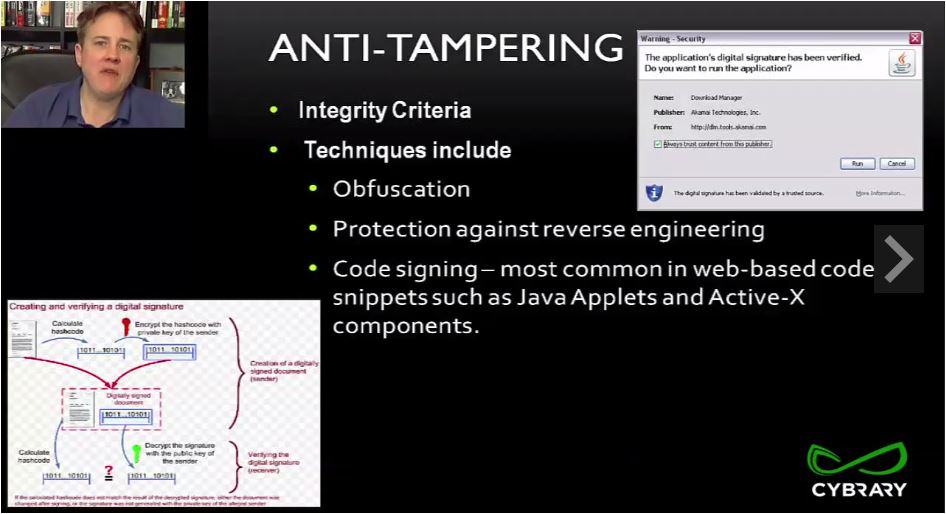 ANTI-TAMPERING
• Integrity Criteria
• Techniques include
• Obfuscation
• Protection against reverse engineering
• Code signing – most common in web-based code
snippets such as Java Applets and Active-X
components.
Warning - Security
The application's digital signature has been verified.
Do you want to run the application?
Name: Download Manager
Publisher: Akamai Technologies, Inc.
From: http://dlm.tools.akamai.com
Always trust content from this publisher.
Run Cancel
The digital signature has been validated by a trusted source. More Information...
Creating and verifying a digital signature
Calculate
hashcode
Encrypt the hashcode with
private key of the sender
1011...10101
1011...10101
Creation of a digitally
signed document
(sender)
Digitally signed
document
1011...10101
Calculate
hashcode
Decrypt the signature
with the public key of
the sender
Verifying the
digital signature
(receiver)
1011...10101
?
=
1011...10101
If the calculated hashcode does not match the result of the decrypted signature, either the document was
changed after signing, or the signature was not generated with the private key of the alleged sender.
CYBRARY